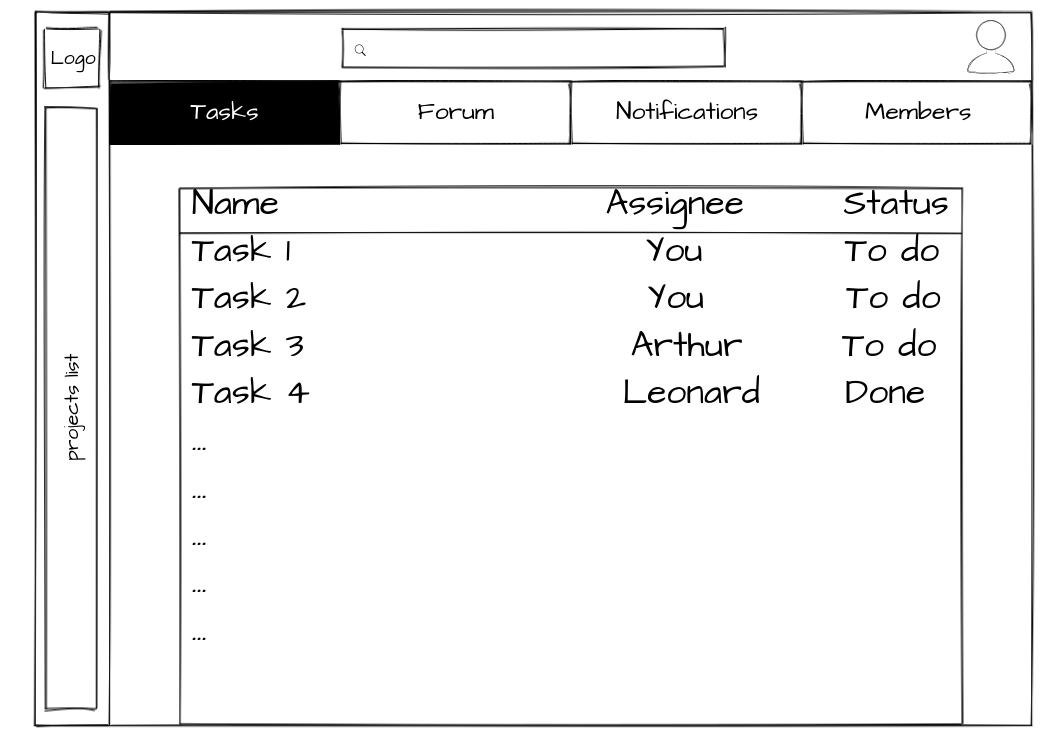 Logo
Tasks Forum Notifications Members
projects list
Name Assignee Status
Task 1 You To do
Task 2 You To do
Task 3 Arthur To do
Task 4 Leonard Done
...
...
...
...
...